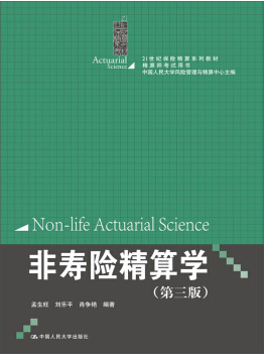 Actuarial
Science
21世纪保险精算系列教材
精算师考试用书
中国人民大学风险管理与精算中心主编
Non-life Actuarial Science
非寿险精算学
(第三版)
孟生旺 刘乐平 肖争艳 编著
中国人民大学出版社